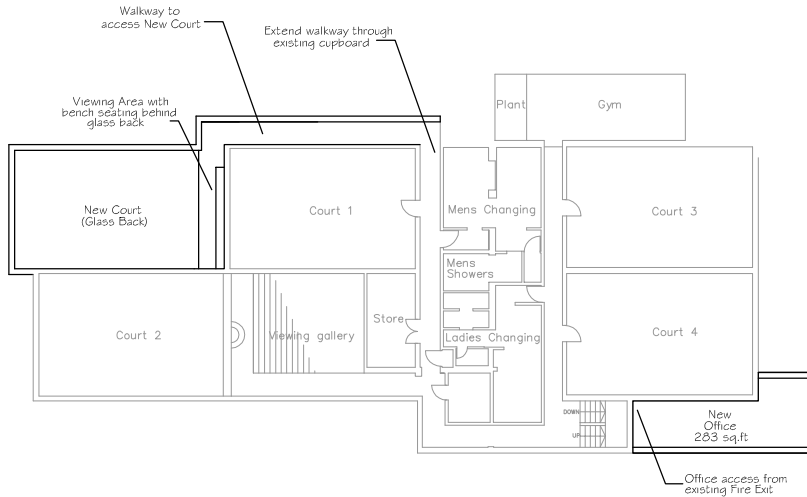 Walkway to
access New Court
Extend walkway through
existing cupboard
Viewing Area with
bench seating behind
glass back
Plant
Gym
New Court
(Glass Back)
Court 1
Mens Changing
Court 3
Mens
Showers
Court 2
Viewing gallery
Store
Ladies Changing
Court 4
DOWN
UP
New
Office
283 sq.ft
Office access from
existing Fire Exit